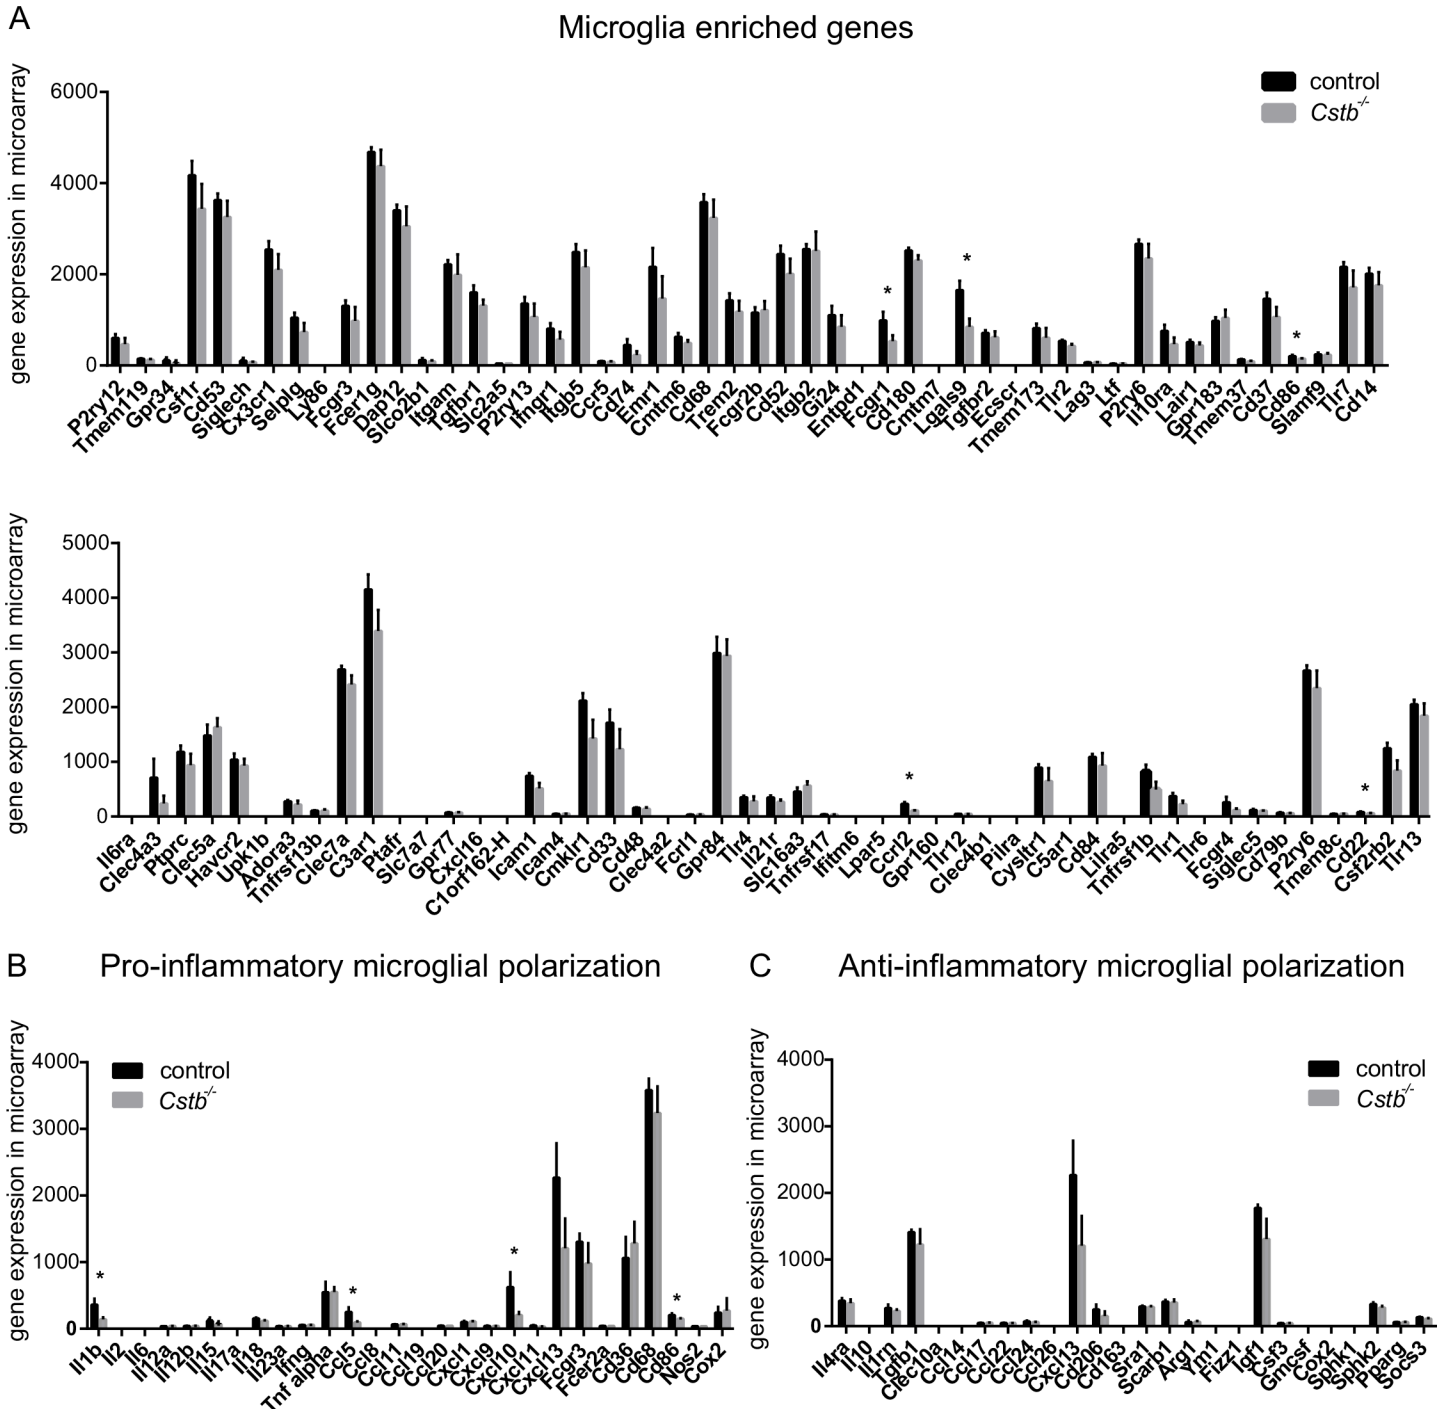 A
Microglia enriched genes
gene expression in microarray
6000
4000
2000
0
control
Cstb-/-
*
*
*
P2ry12
Tmem119
Gpr34
Csf1r
Cd53
Siglech
Cx3cr1
Selplg
Ly86
Fcgr3
Fcer1g
Dap12
Slco2b1
Itgam
Tgfbr1
Slc2a5
P2ry13
Ifngr1
Itgb5
Ccr5
Cd74
Emr1
Cmtm6
Cd68
Trem2
Fcgr2b
Cd52
Itgb2
Gi24
Entpd1
Fcgr1
Cd180
Cmtm7
Lgals9
Tgfbr2
Ecscr
Tmem173
Tlr2
Lag3
Ltf
P2ry6
Il10ra
Lair1
Gpr183
Tmem37
Cd37
Cd86
Slamf9
Tlr7
Cd14
gene expression in microarray
5000
4000
3000
2000
1000
0
*
*
Il6ra
Clec4a3
Ptprc
Clec5a
Havcr2
Upk1b
Adora3
Tnfrsf13b
Clec7a
C3ar1
Ptafr
Slc7a7
Gpr77
Cxcl16
C1orf162-H
Icam1
Icam4
Cmklr1
Cd33
Cd48
Clec4a2
Fcrl1
Gpr84
Tlr4
Il21r
Slc16a3
Tnfrsf17
Ifitm6
Lpar5
Ccrl2
Gpr160
Tlr12
Clec4b1
Pilra
Cysltr1
C5ar1
Cd84
Lilra5
Tnfrsf1b
Tlr1
Tlr6
Fcgr4
Siglec5
Cd79b
P2ry6
Tmem8c
Cd22
Csf2rb2
Tlr13
B
Pro-inflammatory microglial polarization
gene expression in microarray
4000
3000
2000
1000
0
control
Cstb-/-
*
*
*
*
Il1b
Il2
Il6
Il12a
Il12b
Il15
Il17a
Il18
Il23a
Ifng
Tnf alpha
Ccl5
Ccl8
Ccl11
Ccl19
Ccl20
Cxcl1
Cxcl9
Cxcl10
Cxcl11
Cxcl13
Fcgr3
Fcer2a
Cd36
Cd68
Cd86
Nos2
Cox2
C
Anti-inflammatory microglial polarization
gene expression in microarray
4000
3000
2000
1000
0
control
Cstb-/-
Il4ra
Il10
Il1rn
Tgfb1
Clec10a
Ccl14
Ccl17
Ccl22
Ccl24
Ccl26
Cxcl13
Cd206
Cd163
Sra1
Scarb1
Arg1
Ym1
Fizz1
Igf1
Csf3
Gmcsf
Cox2
Sphk1
Sphk2
Pparg
Socs3